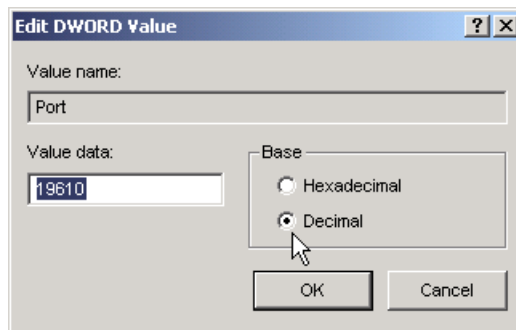 Edit DWORD Value
Value name:
Port
Value data:
19610
Base
Hexadecimal
Decimal
OK
Cancel